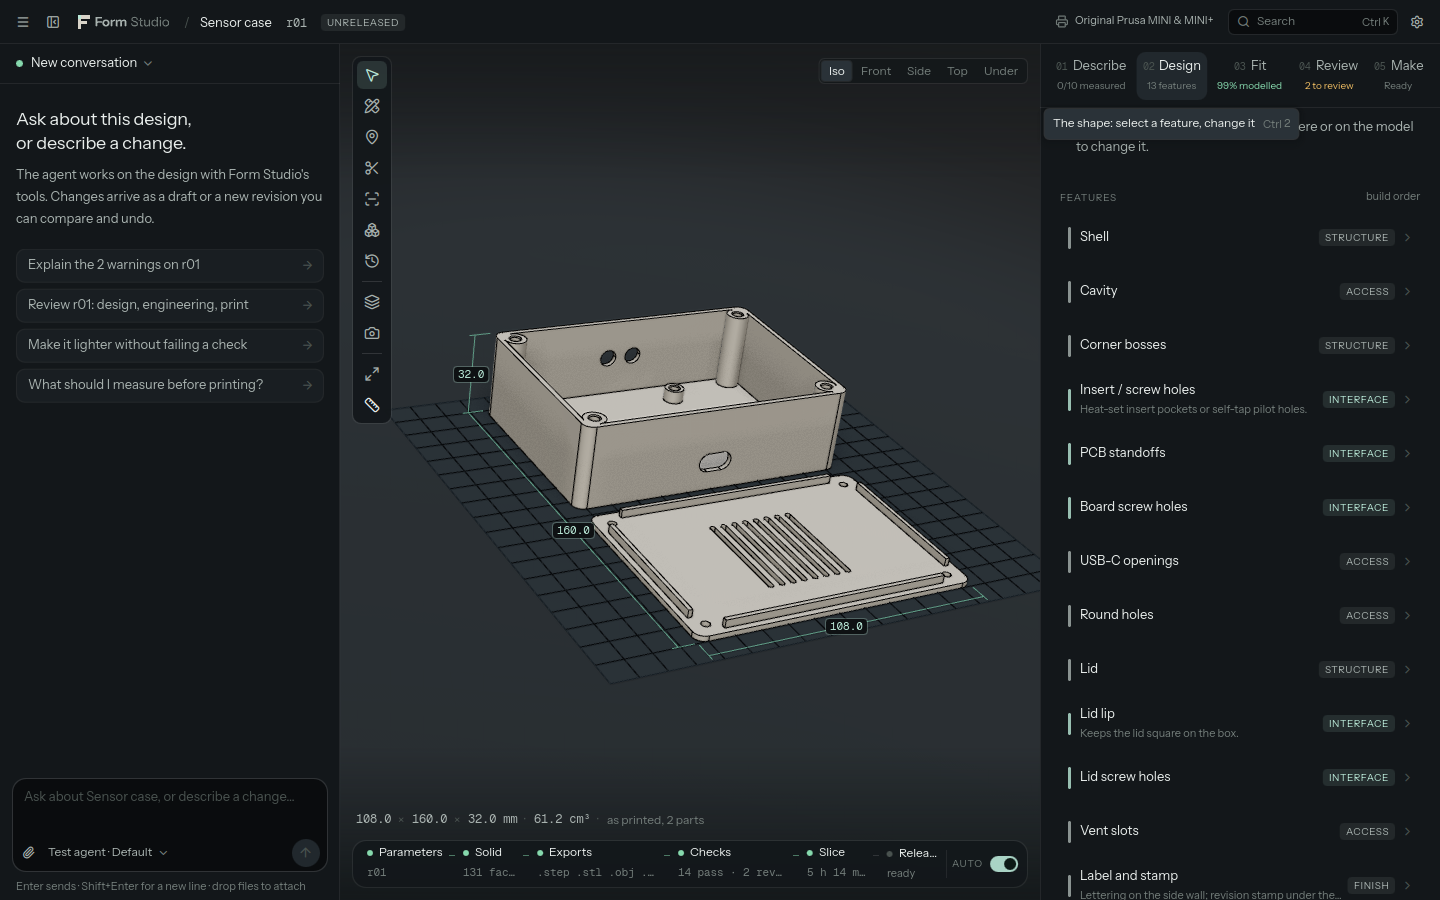 Form Studio / Sensor case r01 UNRELEASED
Original Prusa MINI & MINI+
Search Ctrl K
New conversation
Ask about this design,
or describe a change.
The agent works on the design with Form Studio's
tools. Changes arrive as a draft or a new revision you
can compare and undo.
Explain the 2 warnings on r01
Review r01: design, engineering, print
Make it lighter without failing a check
What should I measure before printing?
Ask about Sensor case, or describe a change...
Test agent · Default
Enter sends · Shift+Enter for a new line · drop files to attach
Iso Front Side Top Under
32.0
160.0
108.0
108.0 × 160.0 × 32.0 mm · 61.2 cm³ · as printed, 2 parts
Parameters
r01
Solid
131 fac…
Exports
.step .stl .obj .…
Checks
14 pass · 2 rev…
Slice
5 h 14 m…
Relea…
ready
AUTO
01 Describe
0/10 measured
02 Design
13 features
03 Fit
99% modelled
04 Review
2 to review
05 Make
Ready
The shape: select a feature, change it Ctrl 2
ere or on the model
to change it.
FEATURES build order
Shell STRUCTURE
Cavity ACCESS
Corner bosses STRUCTURE
Insert / screw holes INTERFACE
Heat-set insert pockets or self-tap pilot holes.
PCB standoffs INTERFACE
Board screw holes INTERFACE
USB-C openings ACCESS
Round holes ACCESS
Lid STRUCTURE
Lid lip INTERFACE
Keeps the lid square on the box.
Lid screw holes INTERFACE
Vent slots ACCESS
Label and stamp FINISH
Lettering on the side wall; revision stamp under the...